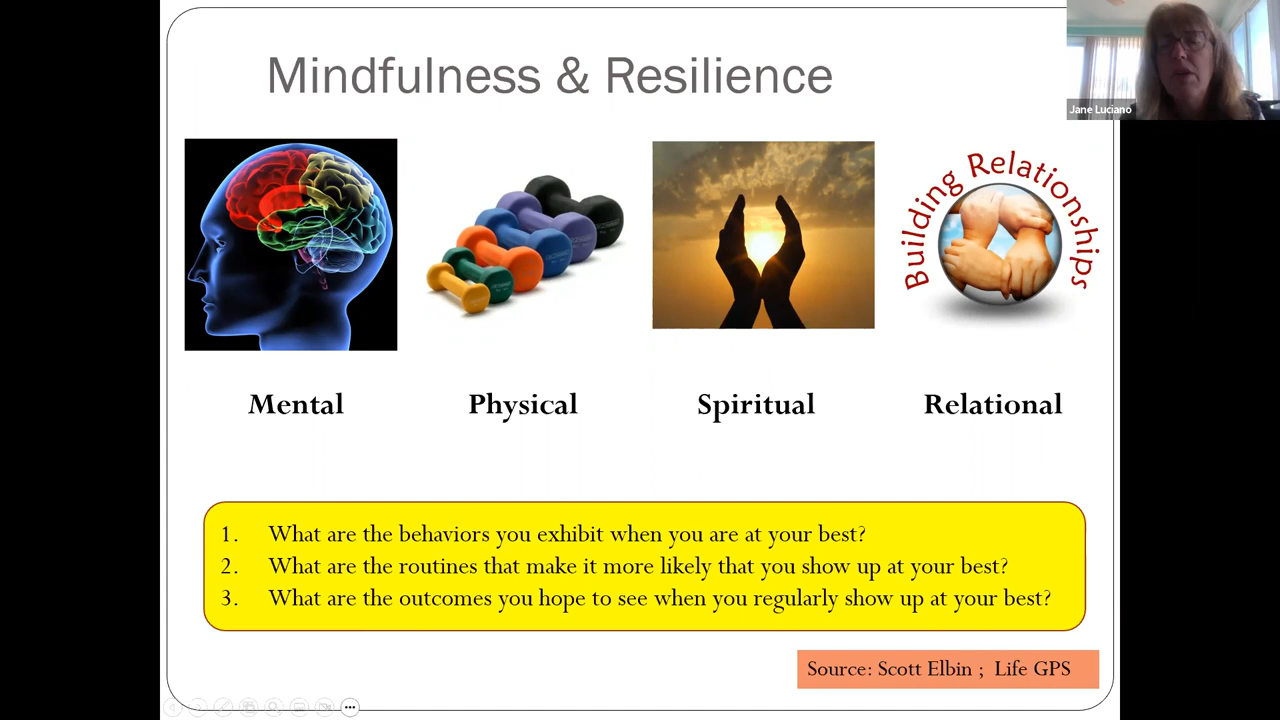 Mindfulness & Resilience
Jane Luciano
Building Relationships
Mental
Physical
Spiritual
Relational
1. What are the behaviors you exhibit when you are at your best?
2. What are the routines that make it more likely that you show up at your best?
3. What are the outcomes you hope to see when you regularly show up at your best?
Source: Scott Elbin ; Life GPS